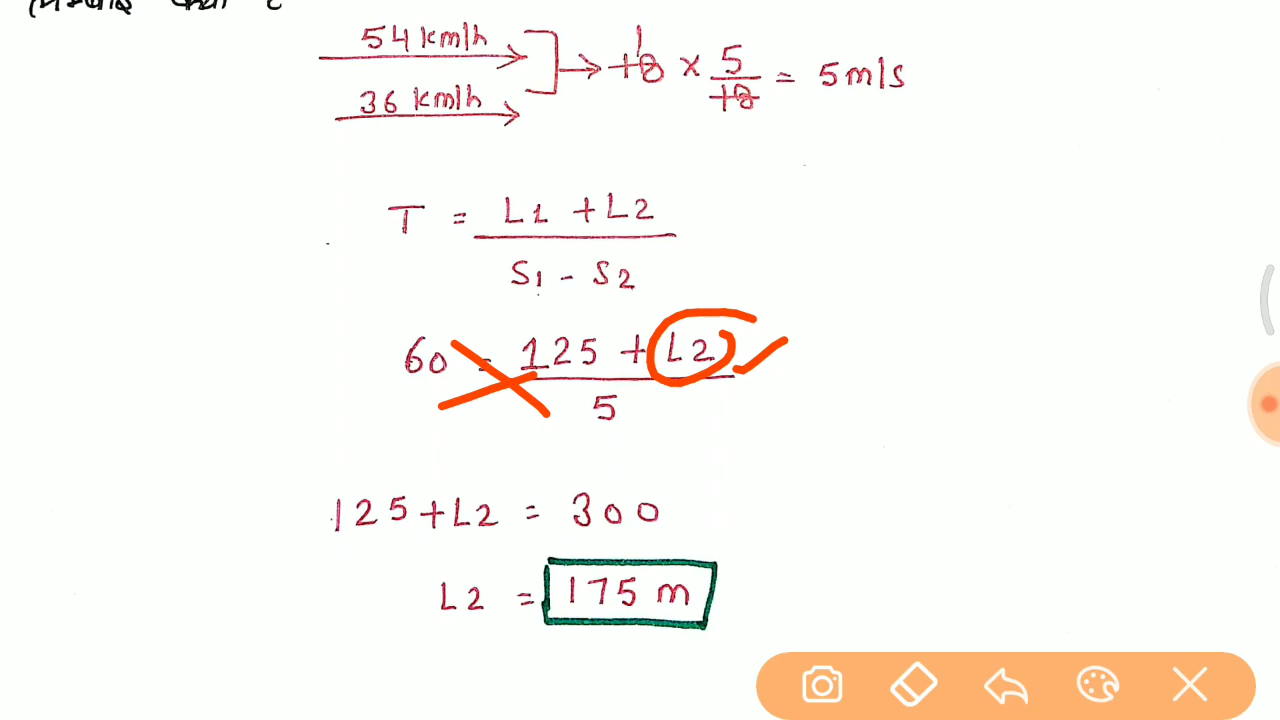 54 km/h
36 km/h
→ 18 × 5/18 = 5 m/s
T = L1 + L2 / S1 - S2
60 = 125 + L2 / 5
125 + L2 = 300
L2 = 175 m